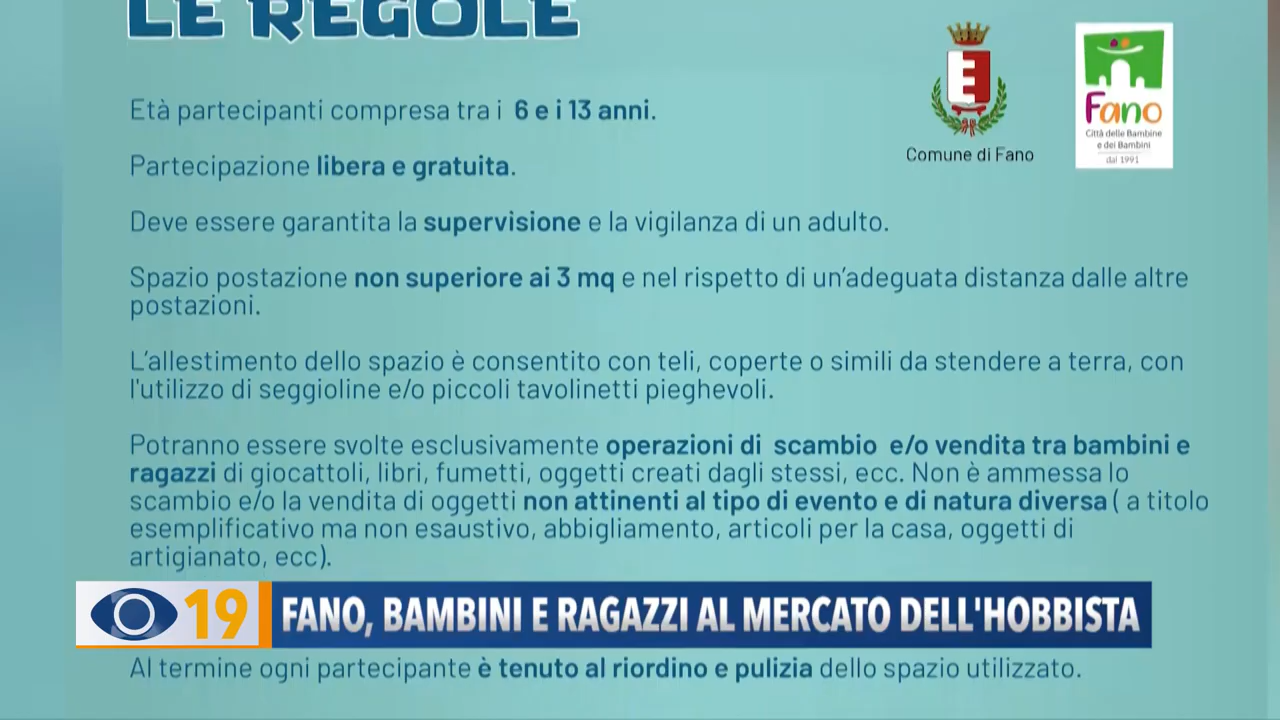 LE REGOLE
Comune di Fano
Fano
Città delle Bambine
e dei Bambini
dal 1991
Età partecipanti compresa tra i 6 e i 13 anni.
Partecipazione libera e gratuita.
Deve essere garantita la supervisione e la vigilanza di un adulto.
Spazio postazione non superiore ai 3 mq e nel rispetto di un’adeguata distanza dalle altre
postazioni.
L’allestimento dello spazio è consentito con teli, coperte o simili da stendere a terra, con
l'utilizzo di seggioline e/o piccoli tavolinetti pieghevoli.
Potranno essere svolte esclusivamente operazioni di scambio e/o vendita tra bambini e
ragazzi di giocattoli, libri, fumetti, oggetti creati dagli stessi, ecc. Non è ammessa lo
scambio e/o la vendita di oggetti non attinenti al tipo di evento e di natura diversa ( a titolo
esemplificativo ma non esaustivo, abbigliamento, articoli per la casa, oggetti di
artigianato, ecc).
19 FANO, BAMBINI E RAGAZZI AL MERCATO DELL'HOBBISTA
Al termine ogni partecipante è tenuto al riordino e pulizia dello spazio utilizzato.